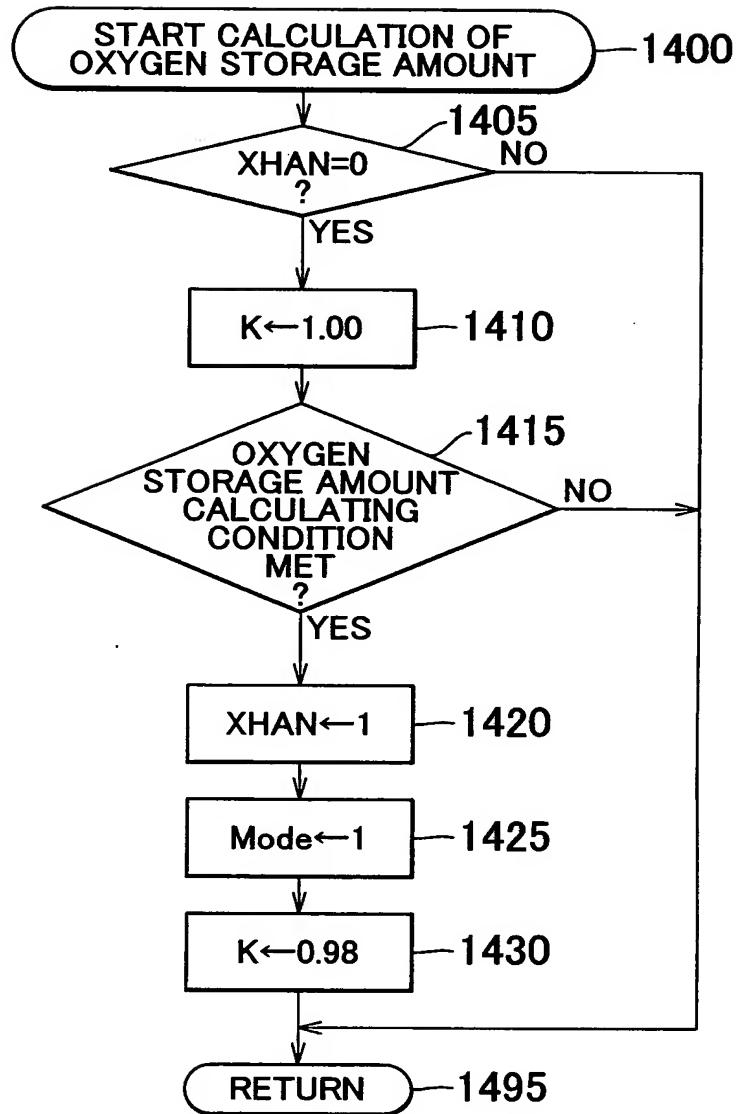 START CALCULATION OF
OXYGEN STORAGE AMOUNT
1400
1405
XHAN=0
?
NO
YES
K←1.00
1410
1415
OXYGEN
STORAGE AMOUNT
CALCULATING
CONDITION
MET
?
NO
YES
XHAN←1
1420
Mode←1
1425
K←0.98
1430
RETURN
1495